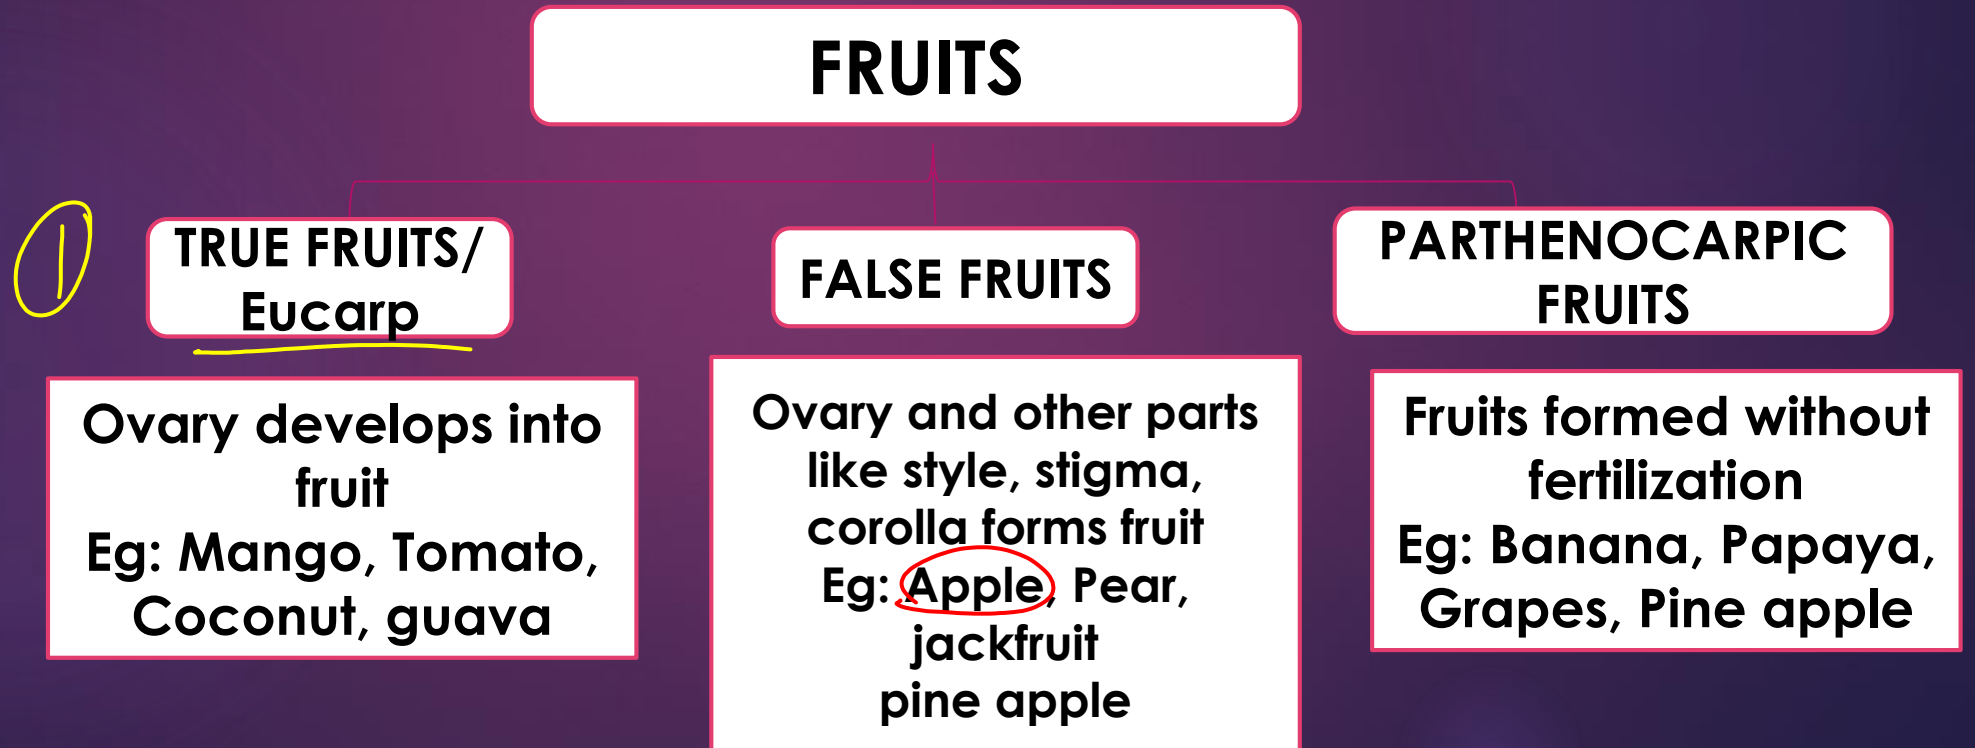 FRUITS
1
TRUE FRUITS/
Eucarp
Ovary develops into
fruit
Eg: Mango, Tomato,
Coconut, guava
FALSE FRUITS
Ovary and other parts
like style, stigma,
corolla forms fruit
Eg: Apple, Pear,
jackfruit
pine apple
PARTHENOCARPIC
FRUITS
Fruits formed without
fertilization
Eg: Banana, Papaya,
Grapes, Pine apple